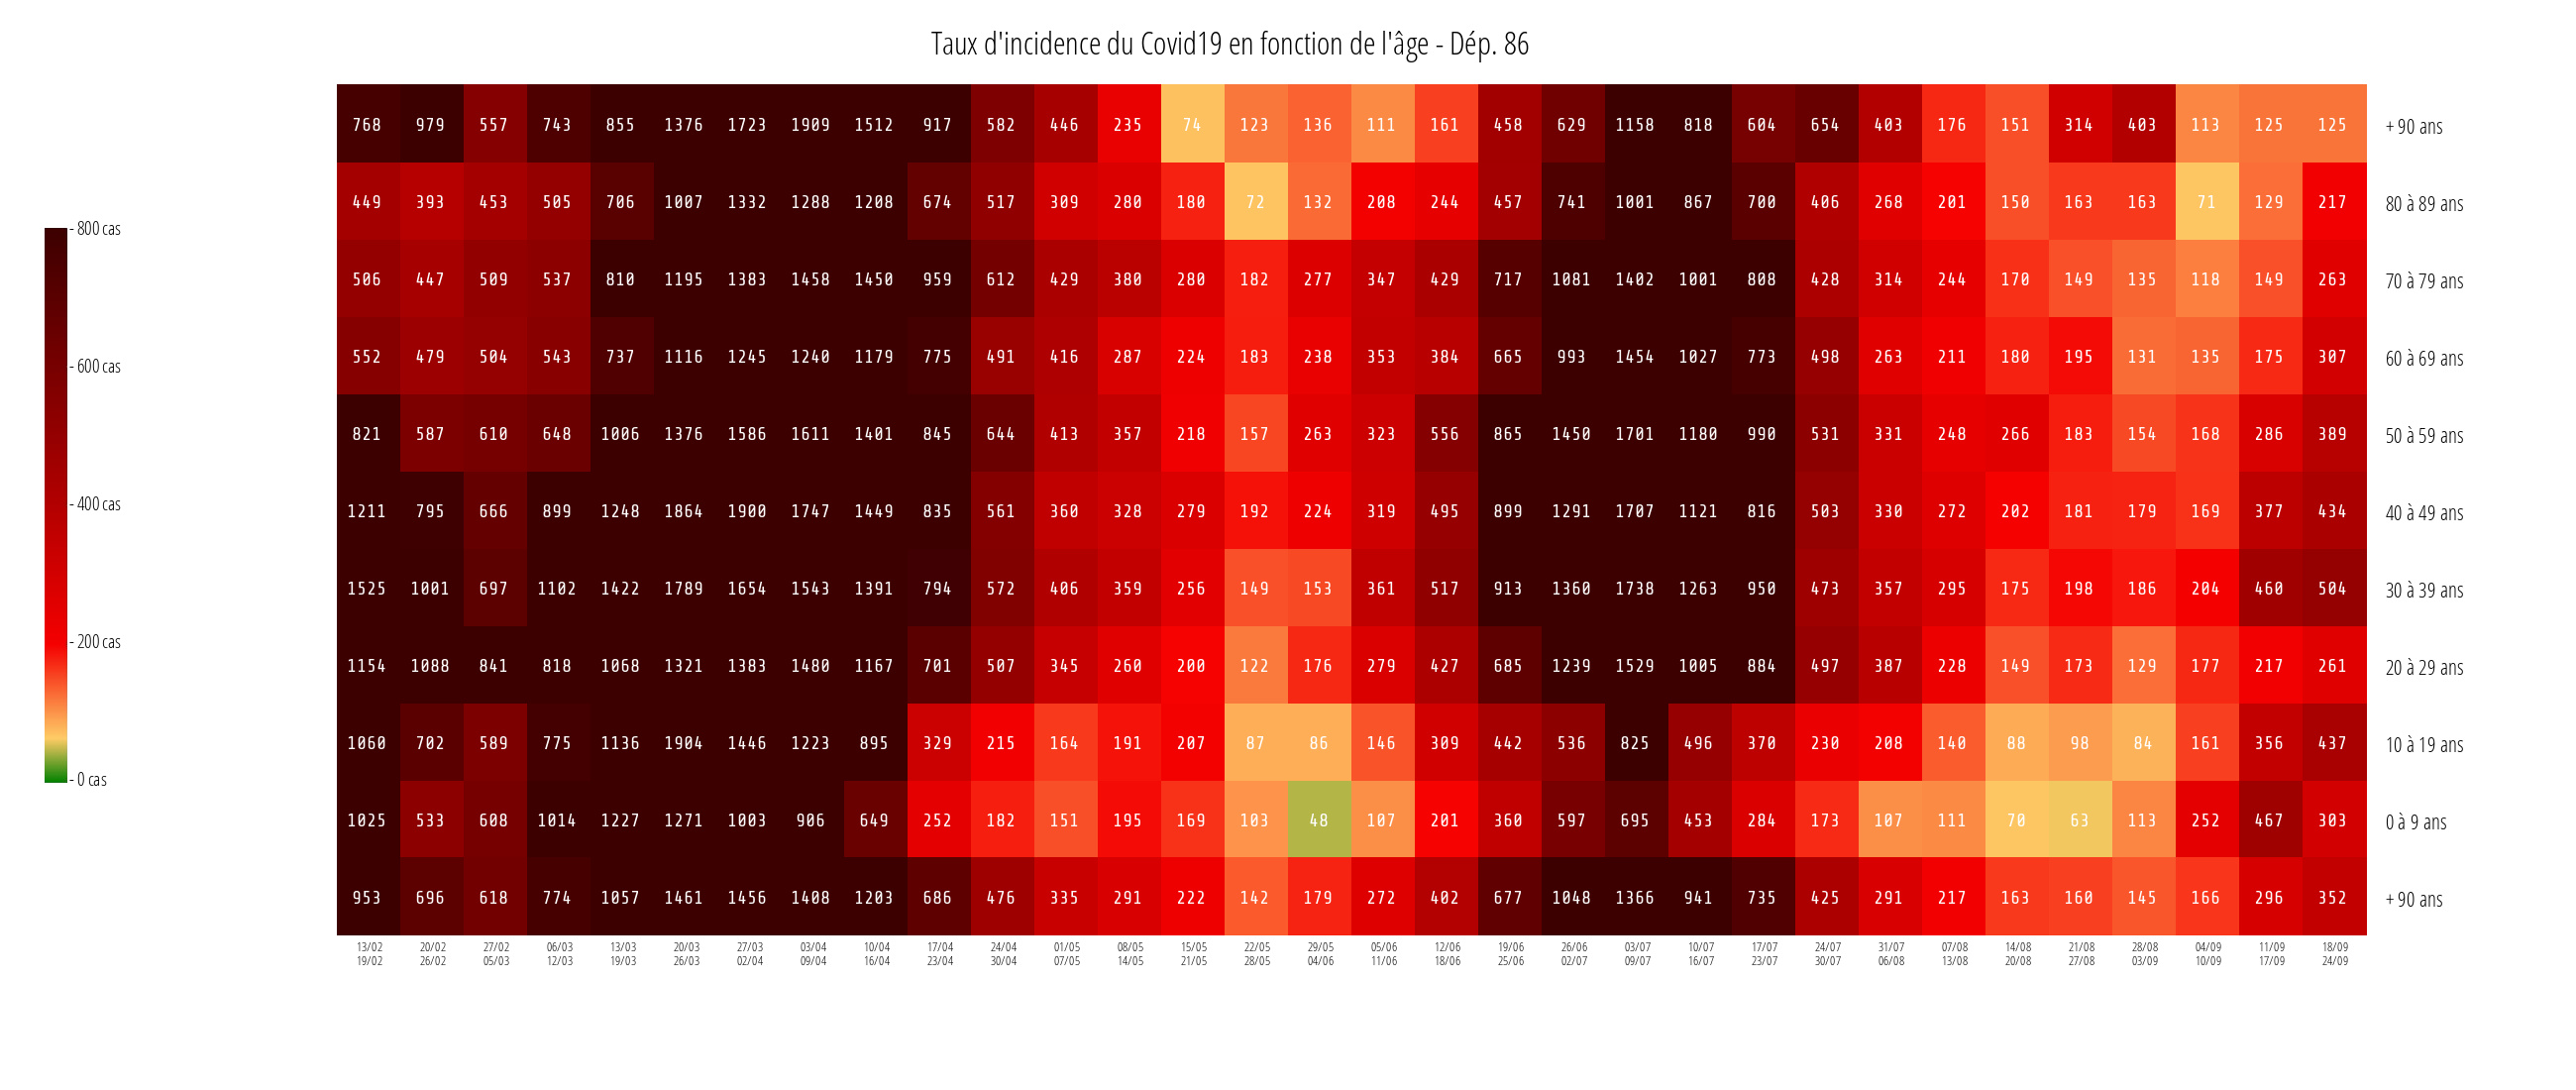 Taux d'incidence du Covid19 en fonction de l'âge - Dép. 86
768 979 557 743 855 1376 1723 1909 1512 917 582 446 235 74 123 136 111 161 458 629 1158 818 604 654 403 176 151 314 403 113 125 125 + 90 ans
449 393 453 505 706 1007 1332 1288 1208 674 517 309 280 180 72 132 208 244 457 741 1001 867 700 406 268 201 150 163 163 71 129 217 80 à 89 ans
- 800 cas
506 447 509 537 810 1195 1383 1458 1450 959 612 429 380 280 182 277 347 429 717 1081 1402 1001 808 428 314 244 170 149 135 118 149 263 70 à 79 ans
552 479 504 543 737 1116 1245 1240 1179 775 491 416 287 224 183 238 353 384 665 993 1454 1027 773 498 263 211 180 195 131 135 175 307 60 à 69 ans
- 600 cas
821 587 610 648 1006 1376 1586 1611 1401 845 644 413 357 218 157 263 323 556 865 1450 1701 1180 990 531 331 248 266 183 154 168 286 389 50 à 59 ans
- 400 cas
1211 795 666 899 1248 1864 1900 1747 1449 835 561 360 328 279 192 224 319 495 899 1291 1707 1121 816 503 330 272 202 181 179 169 377 434 40 à 49 ans
1525 1001 697 1102 1422 1789 1654 1543 1391 794 572 406 359 256 149 153 361 517 913 1360 1738 1263 950 473 357 295 175 198 186 204 460 504 30 à 39 ans
- 200 cas
1154 1088 841 818 1068 1321 1383 1480 1167 701 507 345 260 200 122 176 279 427 685 1239 1529 1005 884 497 387 228 149 173 129 177 217 261 20 à 29 ans
1060 702 589 775 1136 1904 1446 1223 895 329 215 164 191 207 87 86 146 309 442 536 825 496 370 230 208 140 88 98 84 161 356 437 10 à 19 ans
- 0 cas
1025 533 608 1014 1227 1271 1003 906 649 252 182 151 195 169 103 48 107 201 360 597 695 453 284 173 107 111 70 63 113 252 467 303 0 à 9 ans
953 696 618 774 1057 1461 1456 1408 1203 686 476 335 291 222 142 179 272 402 677 1048 1366 941 735 425 291 217 163 160 145 166 296 352 + 90 ans
13/02 20/02 27/02 06/03 13/03 20/03 27/03 03/04 10/04 17/04 24/04 01/05 08/05 15/05 22/05 29/05 05/06 12/06 19/06 26/06 03/07 10/07 17/07 24/07 31/07 07/08 14/08 21/08 28/08 04/09 11/09 18/09
19/02 26/02 05/03 12/03 19/03 26/03 02/04 09/04 16/04 23/04 30/04 07/05 14/05 21/05 28/05 04/06 11/06 18/06 25/06 02/07 09/07 16/07 23/07 30/07 06/08 13/08 20/08 27/08 03/09 10/09 17/09 24/09